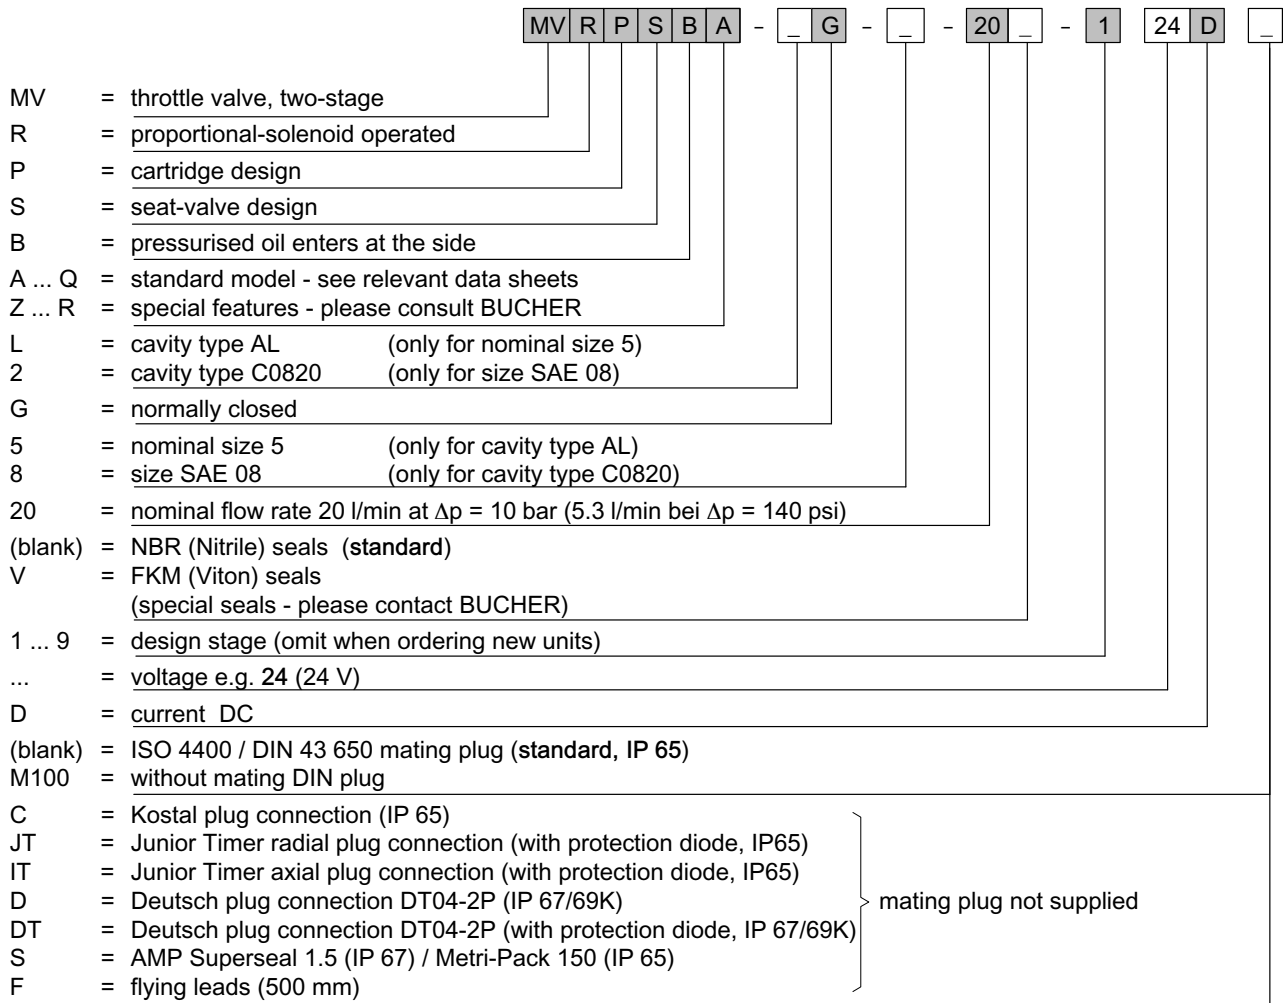 MV R P S B A - _ G - _ - 20 _ - 1 24 D _
MV = throttle valve, two-stage
R = proportional-solenoid operated
P = cartridge design
S = seat-valve design
B = pressurised oil enters at the side
A ... Q = standard model - see relevant data sheets
Z ... R = special features - please consult BUCHER
L = cavity type AL (only for nominal size 5)
2 = cavity type C0820 (only for size SAE 08)
G = normally closed
5 = nominal size 5 (only for cavity type AL)
8 = size SAE 08 (only for cavity type C0820)
20 = nominal flow rate 20 l/min at Δp = 10 bar (5.3 l/min bei Δp = 140 psi)
(blank) = NBR (Nitrile) seals (standard)
V = FKM (Viton) seals
(special seals - please contact BUCHER)
1 ... 9 = design stage (omit when ordering new units)
... = voltage e.g. 24 (24 V)
D = current DC
(blank) = ISO 4400 / DIN 43 650 mating plug (standard, IP 65)
M100 = without mating DIN plug
C = Kostal plug connection (IP 65)
JT = Junior Timer radial plug connection (with protection diode, IP65)
IT = Junior Timer axial plug connection (with protection diode, IP65)
D = Deutsch plug connection DT04-2P (IP 67/69K) mating plug not supplied
DT = Deutsch plug connection DT04-2P (with protection diode, IP 67/69K)
S = AMP Superseal 1.5 (IP 67) / Metri-Pack 150 (IP 65)
F = flying leads (500 mm)